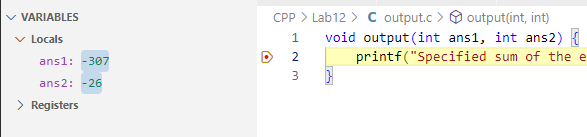 VARIABLES
Locals
ans1: -307
ans2: -26
Registers
CPP > Lab12 > C output.c > output(int, int)
1 void output(int ans1, int ans2) {
2 printf("Specified sum of the e
3 }